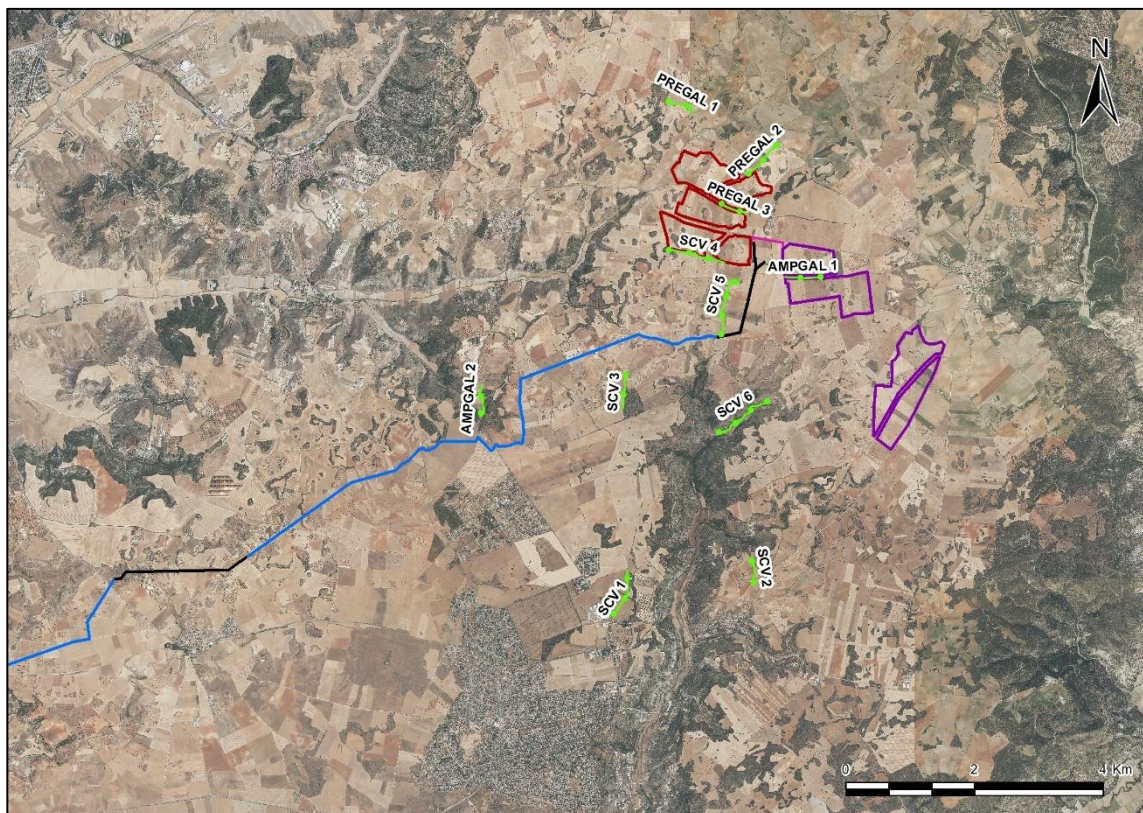 N
PREGAL 1
PREGAL 2
PREGAL 3
SCV 4
AMPGAL 1
SCV 5
AMPGAL 2
SCV 3
SCV 6
SCV 2
SCV 1
0 2 4 Km